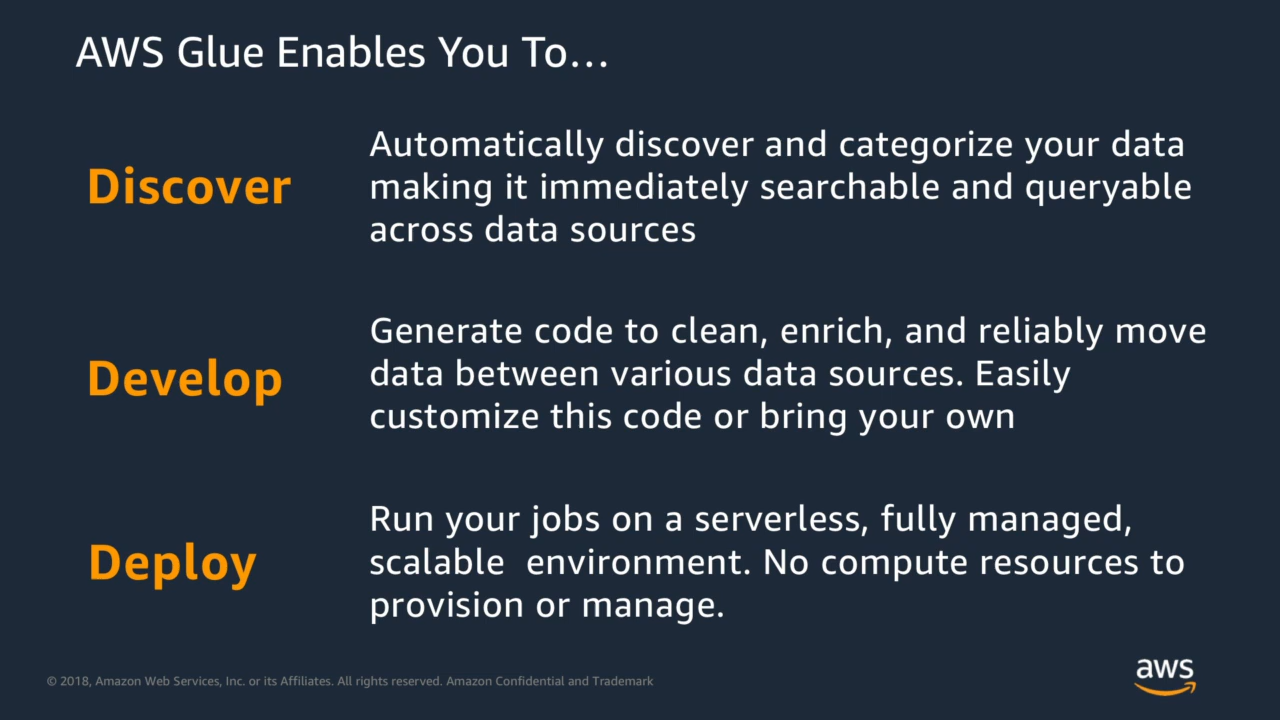 AWS Glue Enables You To…
Discover
Automatically discover and categorize your data
making it immediately searchable and queryable
across data sources
Develop
Generate code to clean, enrich, and reliably move
data between various data sources. Easily
customize this code or bring your own
Deploy
Run your jobs on a serverless, fully managed,
scalable  environment. No compute resources to
provision or manage.
© 2018, Amazon Web Services, Inc. or its Affiliates. All rights reserved. Amazon Confidential and Trademark
aws